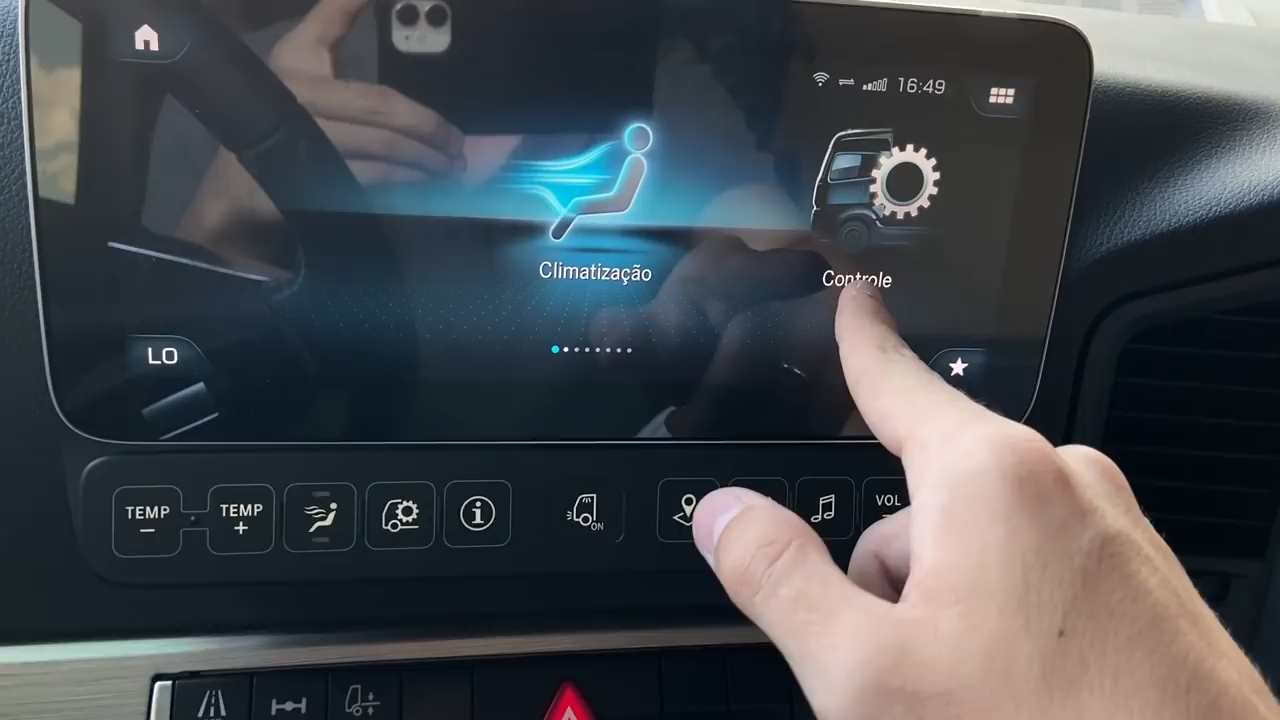 16:49
Climatização
Controle
LO
TEMP
−
TEMP
+
ON
VOL